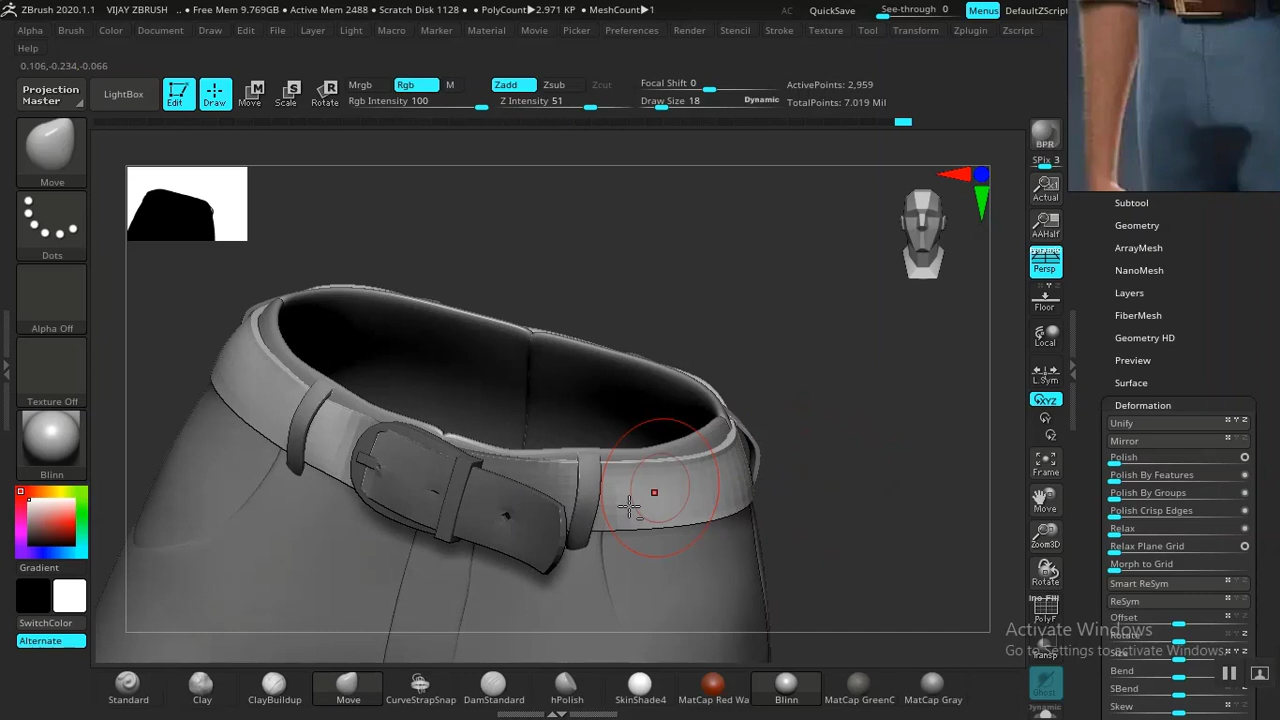 ZBrush 2020.1.1 VIJAY ZBRUSH .. • Free Mem 9.769GB • Active Mem 2488 • Scratch Disk 1128 • PolyCount▶2.971 KP • MeshCount▶1 AC QuickSave See-through 0 Menus DefaultZScript
Alpha Brush Color Document Draw Edit File Layer Light Macro Marker Material Movie Picker Preferences Render Stencil Stroke Texture Tool Transform Zplugin Zscript
Help
0.106,-0.234,-0.066
Projection Master
LightBox
Edit
Draw
Move
Scale
Rotate
Mrgb Rgb M
Rgb Intensity 100
Zadd Zsub Zcut
Z Intensity 51
Focal Shift 0
Draw Size 18 Dynamic
ActivePoints: 2,959
TotalPoints: 7.019 Mil
Move
Dots
Alpha Off
Texture Off
Blinn
Gradient
SwitchColor
Alternate
BPR
SPix 3
Actual
AAHalf
Dynamic
Persp
Floor
Local
L.Sym
XYZ
Frame
Move
Zoom3D
Rotate
PolyF
Transp
Ghost
Dynamic
Subtool
Geometry
ArrayMesh
NanoMesh
Layers
FiberMesh
Geometry HD
Preview
Surface
Deformation
Unify
Mirror
Polish
Polish By Features
Polish By Groups
Polish Crisp Edges
Relax
Relax Plane Grid
Morph to Grid
Smart ReSym
ReSym
Offset
Rotate
Size
Bend
SBend
Skew
Activate Windows
Go to Settings to activate Windows.
Standard Clay ClayBuildup Move CurveStrapSnap DamStandard hPolish SkinShade4 MatCap Red Wa Blinn MatCap GreenC MatCap Gray